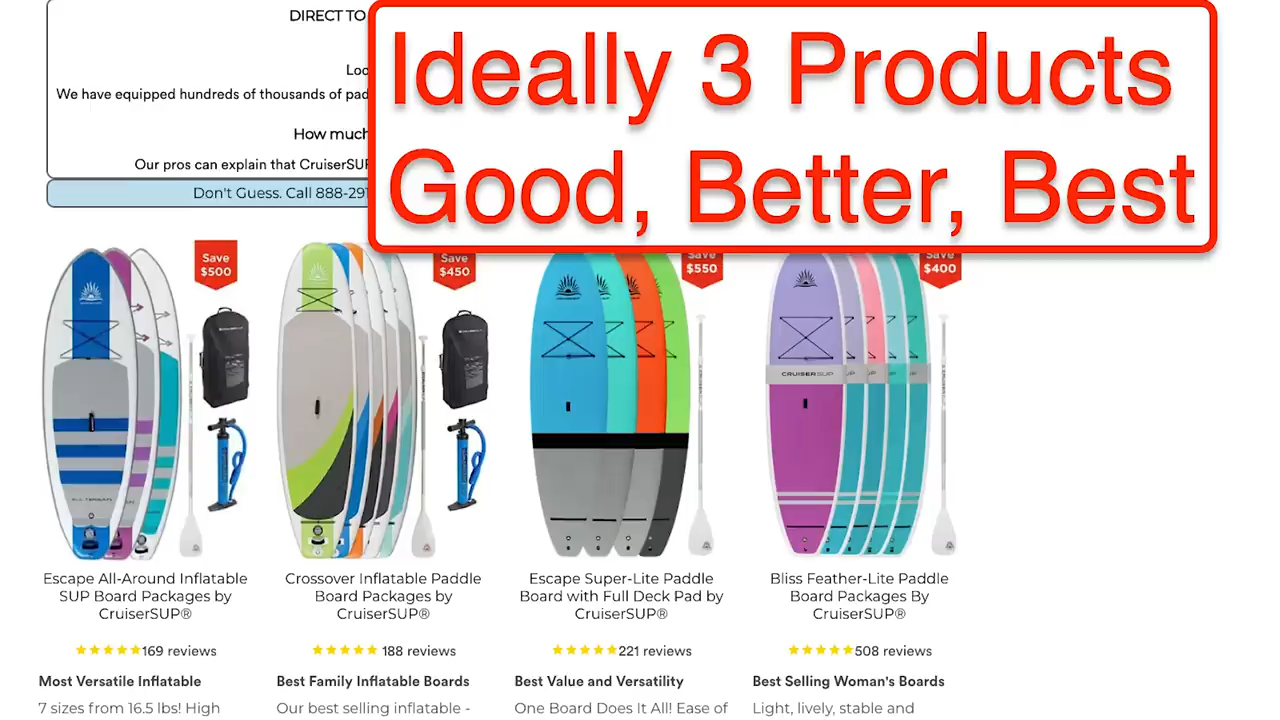 DIRECT TO
Ideally 3 Products
Good, Better, Best
We have equipped hundreds of thousands of
How much
Our pros can explain that
Don't Guess. Call 888-291
Save
$500
Save
$450
Save
$550
Save
$400
CRUISERSUP
Escape All-Around Inflatable
SUP Board Packages by
CruiserSUP®
169 reviews
Most Versatile Inflatable
7 sizes from 16.5 lbs! High
Crossover Inflatable Paddle
Board Packages by
CruiserSUP®
188 reviews
Best Family Inflatable Boards
Our best selling inflatable -
Escape Super-Lite Paddle
Board with Full Deck Pad by
CruiserSUP®
221 reviews
Best Value and Versatility
One Board Does It All! Ease of
Bliss Feather-Lite Paddle
Board Packages By
CruiserSUP®
508 reviews
Best Selling Woman's Boards
Light, lively, stable and